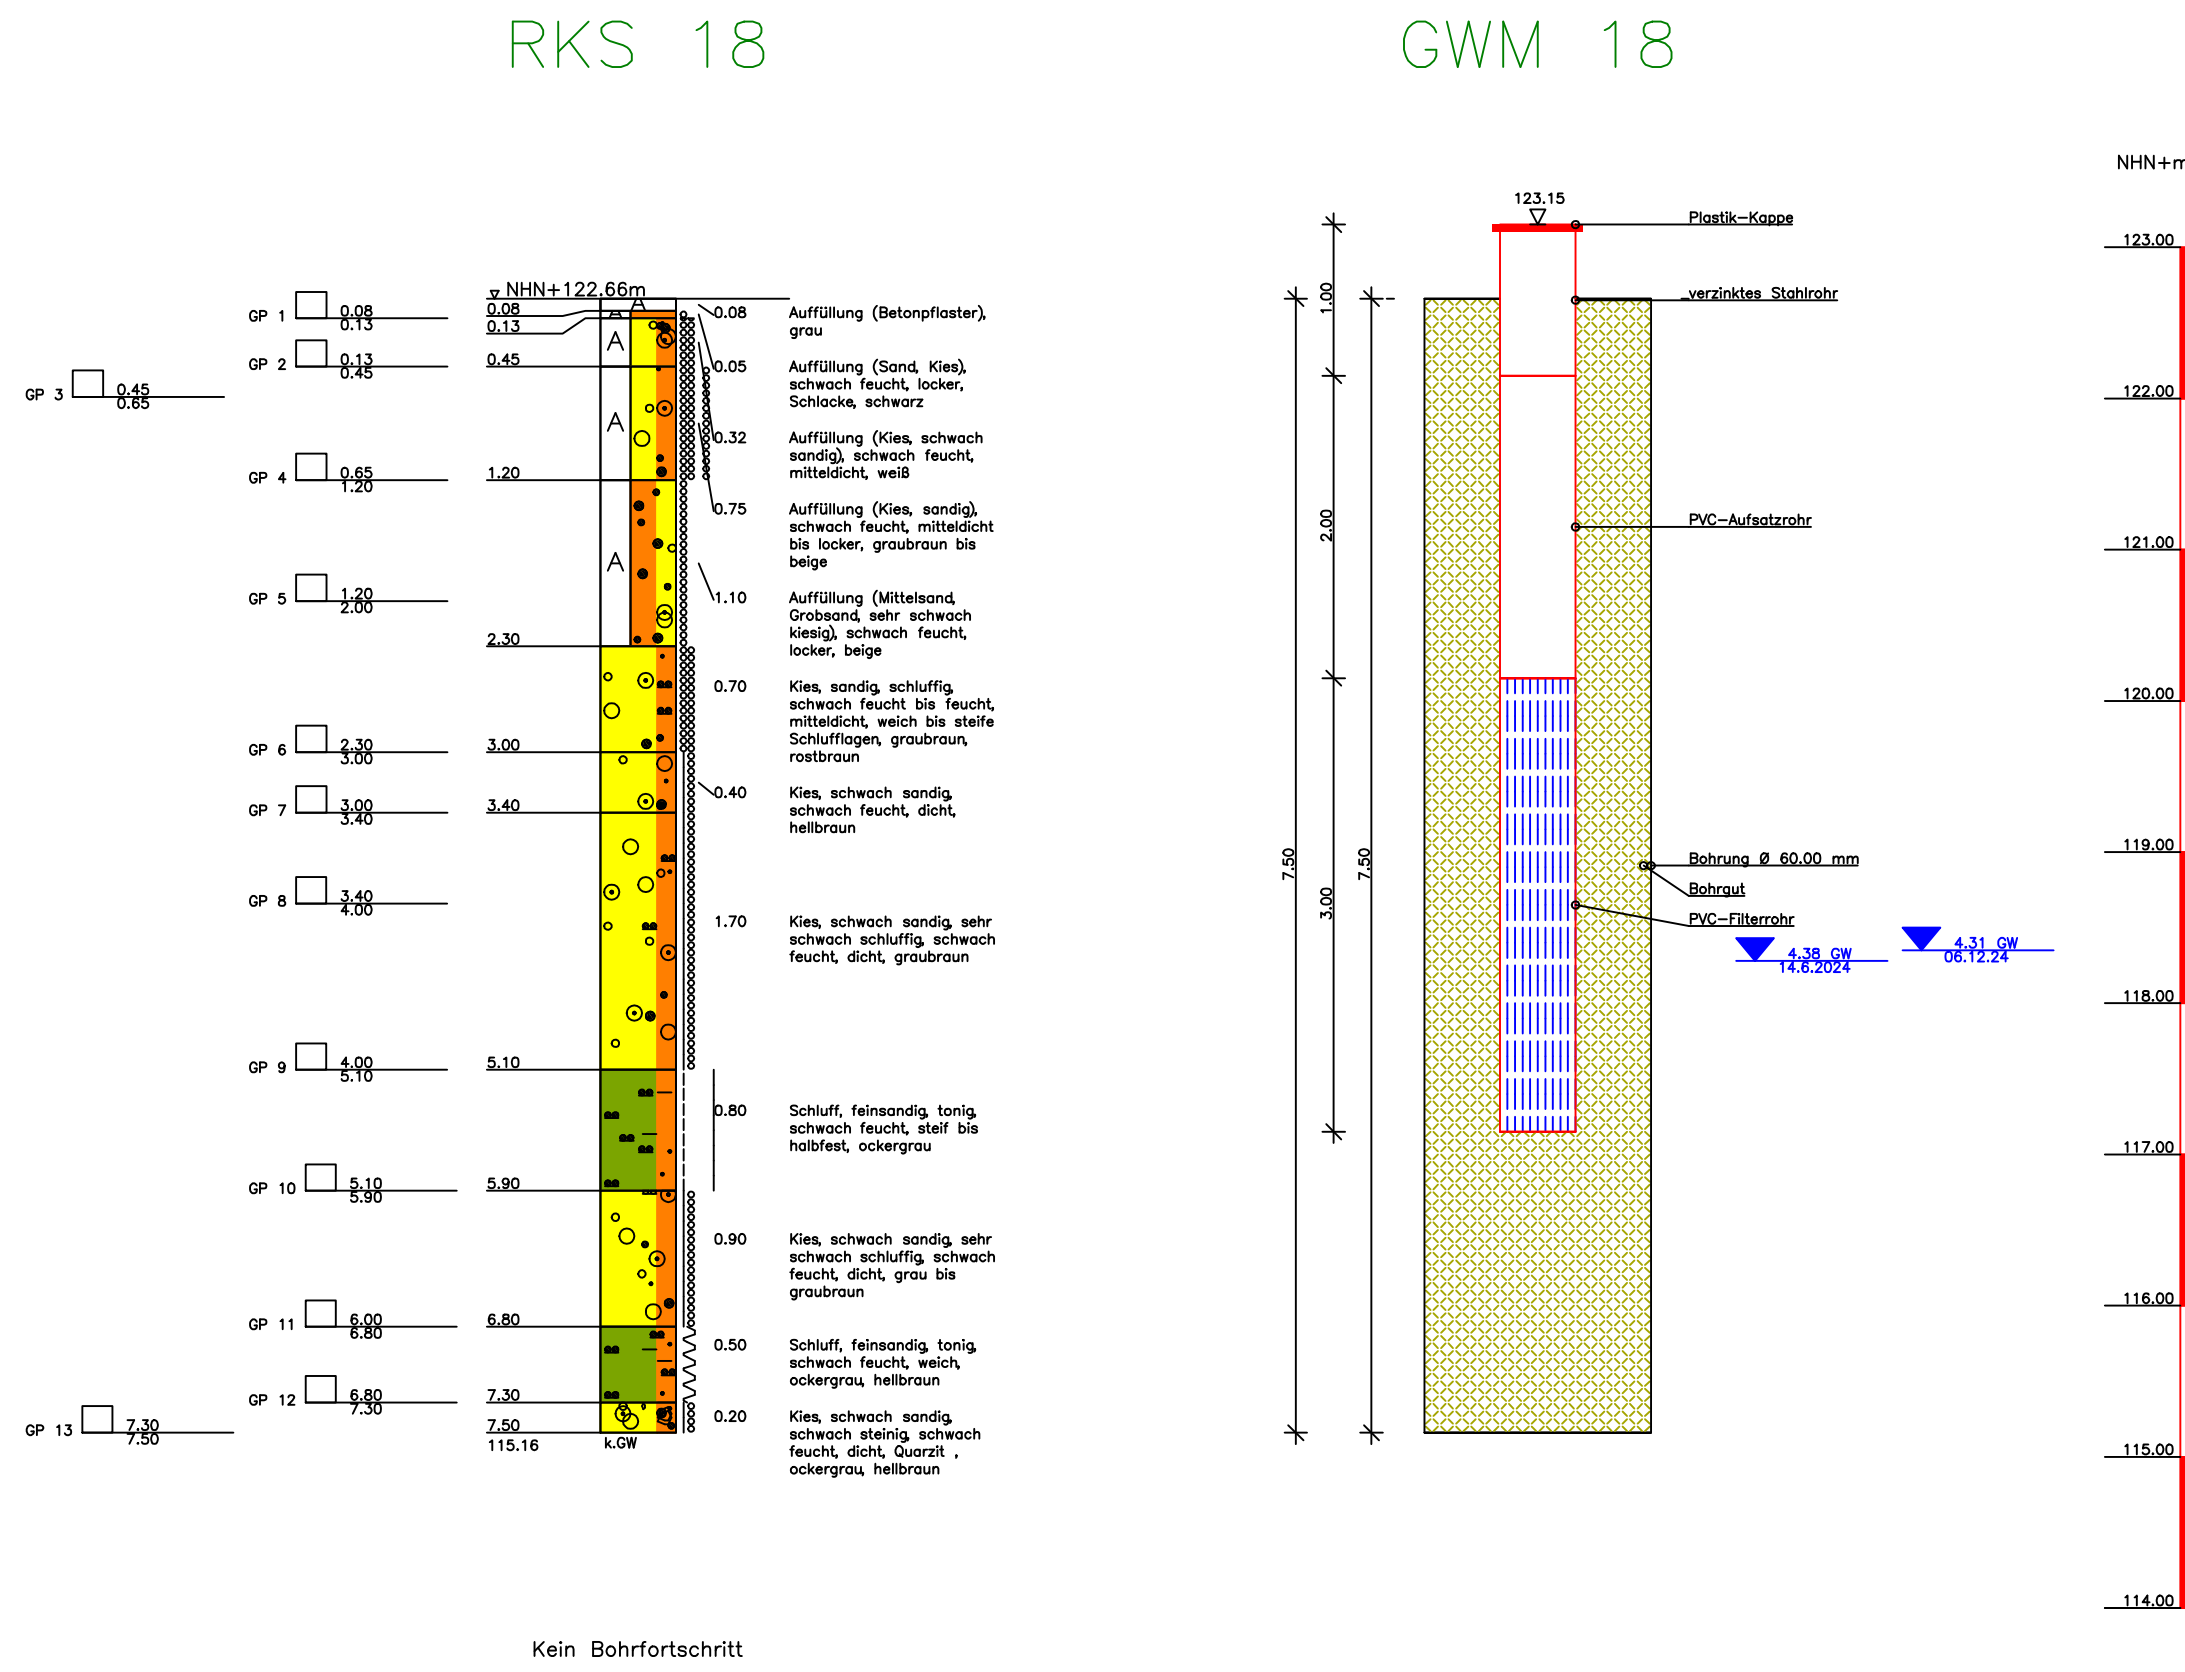 RKS 18
GWM 18
NHN+m
123.15
Plastik-Kappe
123.00
NHN+122.66m
verzinktes Stahlrohr
1.00
GP 1
0.08
0.13
0.08
0.13
A
A
0.08
Auffüllung (Betonpflaster),
grau
GP 2
0.13
0.45
0.45
A
0.05
Auffüllung (Sand, Kies),
schwach feucht, locker,
Schlacke, schwarz
GP 3
0.45
0.65
122.00
A
0.32
Auffüllung (Kies, schwach
sandig), schwach feucht,
mitteldicht, weiß
GP 4
0.65
1.20
1.20
0.75
Auffüllung (Kies, sandig),
schwach feucht, mitteldicht
bis locker, graubraun bis
beige
2.00
PVC-Aufsatzrohr
121.00
A
GP 5
1.20
2.00
1.10
Auffüllung (Mittelsand,
Grobsand, sehr schwach
kiesig), schwach feucht,
locker, beige
2.30
0.70
Kies, sandig, schluffig,
schwach feucht bis feucht,
mitteldicht, weich bis steife
Schlufflagen, graubraun,
rostbraun
120.00
GP 6
2.30
3.00
3.00
GP 7
3.00
3.40
3.40
0.40
Kies, schwach sandig,
schwach feucht, dicht,
hellbraun
7.50
7.50
3.00
119.00
Bohrung Ø 60.00 mm
Bohrgut
PVC-Filterrohr
GP 8
3.40
4.00
1.70
Kies, schwach sandig, sehr
schwach schluffig, schwach
feucht, dicht, graubraun
4.38 GW
14.6.2024
4.31 GW
06.12.24
118.00
GP 9
4.00
5.10
5.10
0.80
Schluff, feinsandig, tonig,
schwach feucht, steif bis
halbfest, ockergrau
117.00
GP 10
5.10
5.90
5.90
0.90
Kies, schwach sandig, sehr
schwach schluffig, schwach
feucht, dicht, grau bis
graubraun
116.00
GP 11
6.00
6.80
6.80
0.50
Schluff, feinsandig, tonig,
schwach feucht, weich,
ockergrau, hellbraun
GP 12
6.80
7.30
7.30
0.20
Kies, schwach sandig,
schwach steinig, schwach
feucht, dicht, Quarzit ,
ockergrau, hellbraun
GP 13
7.30
7.50
7.50
115.16
k.GW
115.00
114.00
Kein Bohrfortschritt